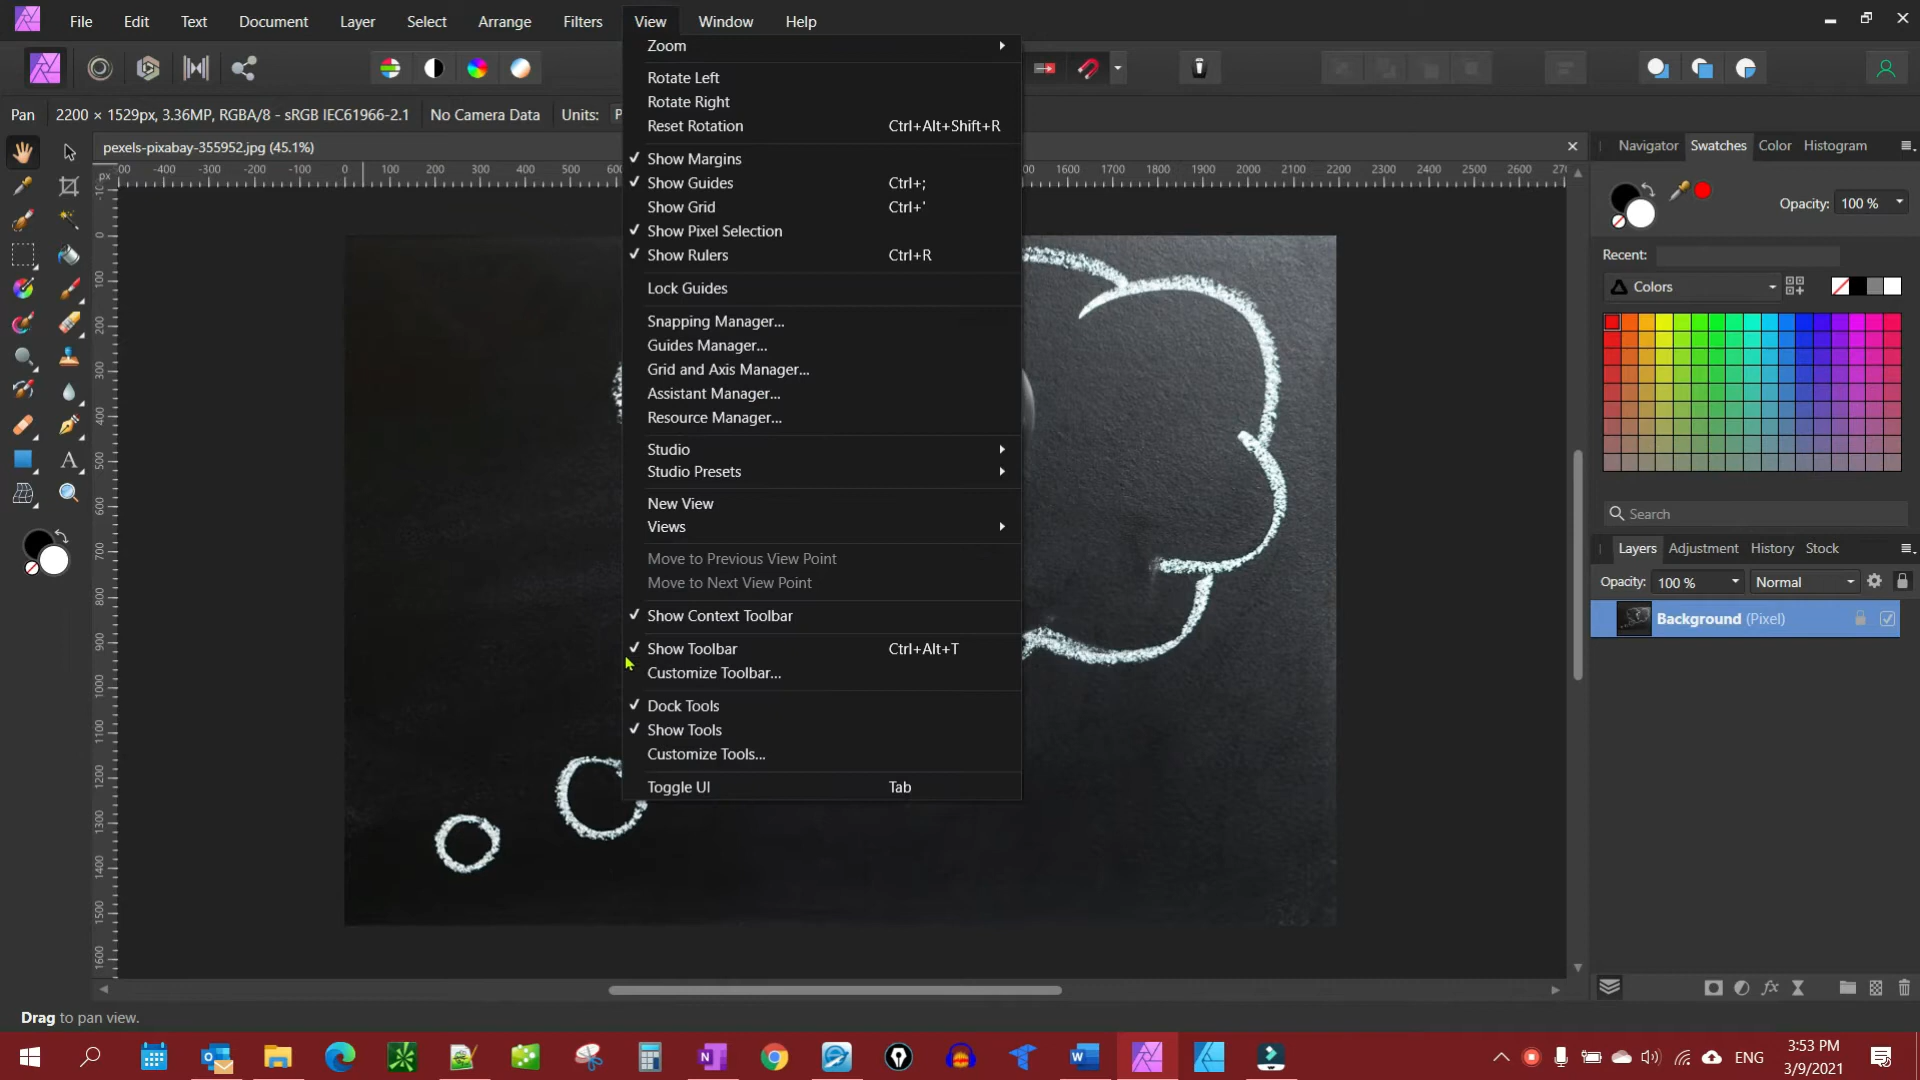 File Edit Text Document Layer Select Arrange Filters View Window Help
Pan 2200 × 1529px, 3.36MP, RGBA/8 - sRGB IEC61966-2.1 No Camera Data Units: P
pexels-pixabay-355952.jpg (45.1%)
Zoom
Rotate Left
Rotate Right
Reset Rotation Ctrl+Alt+Shift+R
Show Margins
Show Guides Ctrl+;
Show Grid Ctrl+'
Show Pixel Selection
Show Rulers Ctrl+R
Lock Guides
Snapping Manager...
Guides Manager...
Grid and Axis Manager...
Assistant Manager...
Resource Manager...
Studio
Studio Presets
New View
Views
Move to Previous View Point
Move to Next View Point
Show Context Toolbar
Show Toolbar Ctrl+Alt+T
Customize Toolbar...
Dock Tools
Show Tools
Customize Tools...
Toggle UI Tab
Navigator Swatches Color Histogram
Opacity: 100 %
Recent:
Colors
Search
Layers Adjustment History Stock
Opacity: 100 % Normal
Background (Pixel)
Drag to pan view.
ENG
3:53 PM
3/9/2021